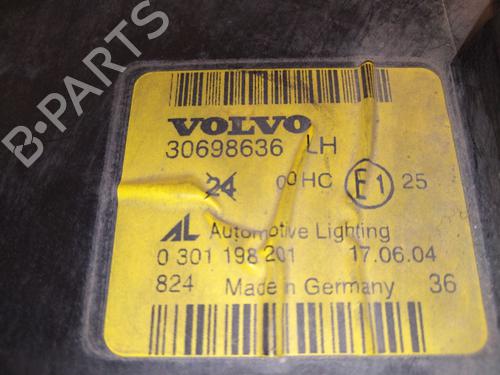 B-PARTS
VOLVO
30698636 LH
24 00 HC E1 25
AL Automotive Lighting
0 301 198 201 17.06.04
824 Made in Germany 36